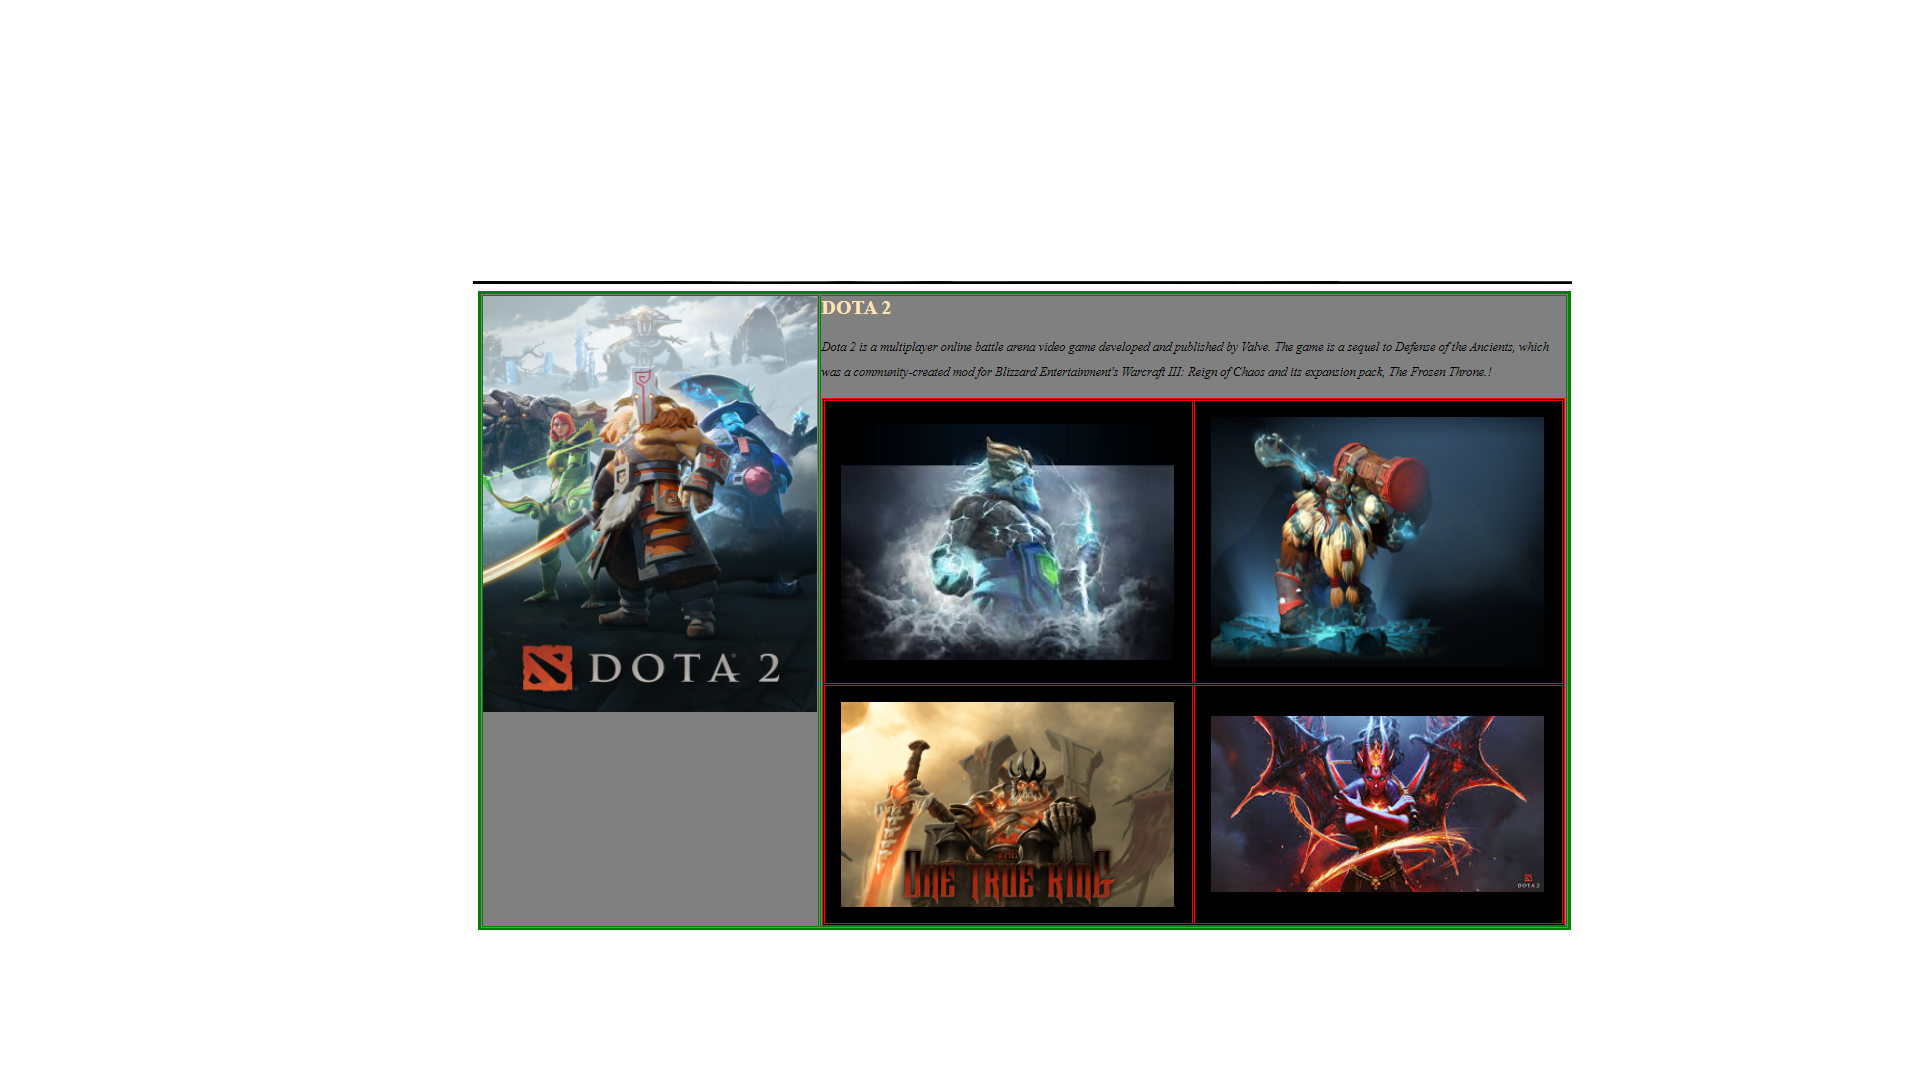 DOTA 2
Dota 2 is a multiplayer online battle arena video game developed and published by Valve. The game is a sequel to Defense of the Ancients, which
was a community-created mod for Blizzard Entertainment's Warcraft III: Reign of Chaos and its expansion pack, The Frozen Throne.!
DOTA 2
THE
ONE TRUE KING
DOTA 2